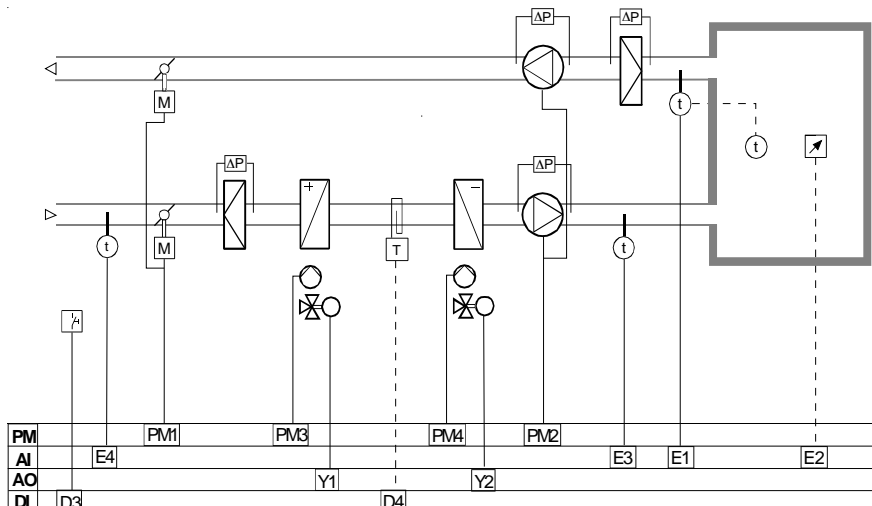 ΔP ΔP
M
t
t
ΔP ΔP
+ −
M
t T t
PM PM1 PM3 PM4 PM2
AI E4 E3 E1 E2
AO Y1 Y2
DI D3 D4